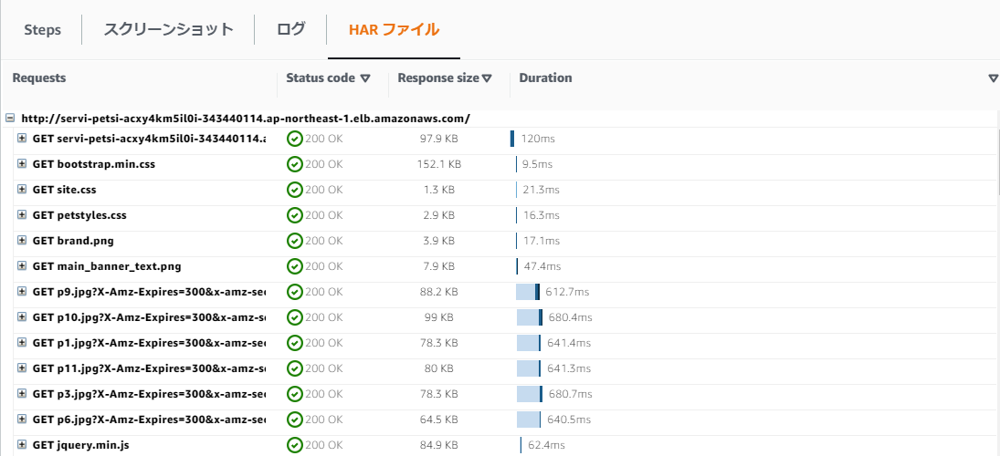 Steps スクリーンショット ログ HAR ファイル
Requests Status code Response size Duration
http://servi-petsi-acxy4km5il0i-343440114.ap-northeast-1.elb.amazonaws.com/
GET servi-petsi-acxy4km5il0i-343440114.a 200 OK 97.9 KB 120ms
GET bootstrap.min.css 200 OK 152.1 KB 9.5ms
GET site.css 200 OK 1.3 KB 21.3ms
GET petstyles.css 200 OK 2.9 KB 16.3ms
GET brand.png 200 OK 3.9 KB 17.1ms
GET main_banner_text.png 200 OK 7.9 KB 47.4ms
GET p9.jpg?X-Amz-Expires=300&x-amz-sec 200 OK 88.2 KB 612.7ms
GET p10.jpg?X-Amz-Expires=300&x-amz-s 200 OK 99 KB 680.4ms
GET p1.jpg?X-Amz-Expires=300&x-amz-sec 200 OK 78.3 KB 641.4ms
GET p11.jpg?X-Amz-Expires=300&x-amz-s 200 OK 80 KB 641.3ms
GET p3.jpg?X-Amz-Expires=300&x-amz-sec 200 OK 78.3 KB 680.7ms
GET p6.jpg?X-Amz-Expires=300&x-amz-sec 200 OK 64.5 KB 640.5ms
GET jquery.min.js 200 OK 84.9 KB 62.4ms